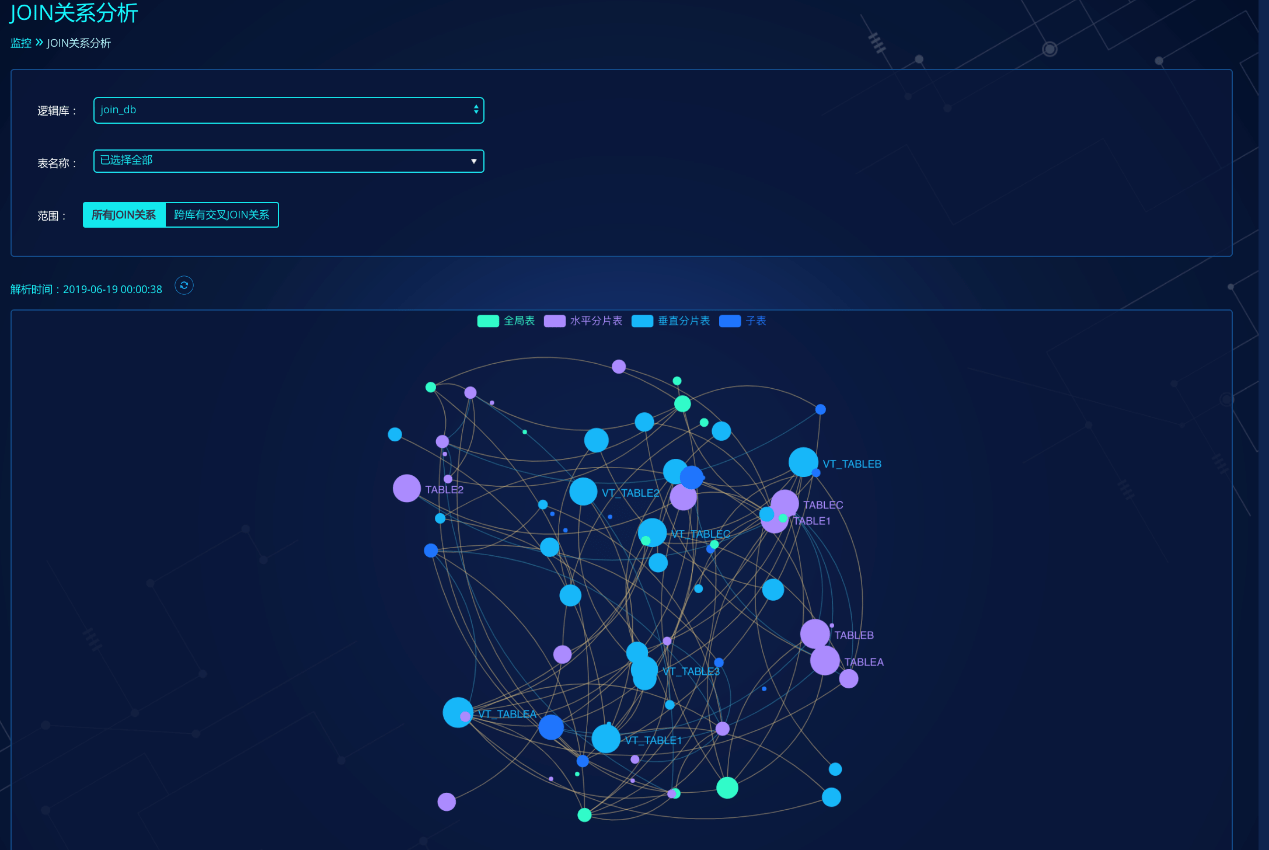 JOIN关系分析
监控 » JOIN关系分析
逻辑库： join_db
表名称： 已选择全部
范围： 所有JOIN关系 跨库有交叉JOIN关系
解析时间：2019-06-19 00:00:38
全局表 水平分片表 垂直分片表 子表
VT_TABLEB
TABLE2
VT_TABLE2
TABLEC
TABLE1
VT_TABLEC
TABLEB
TABLEA
VT_TABLE3
VT_TABLEA
VT_TABLE1